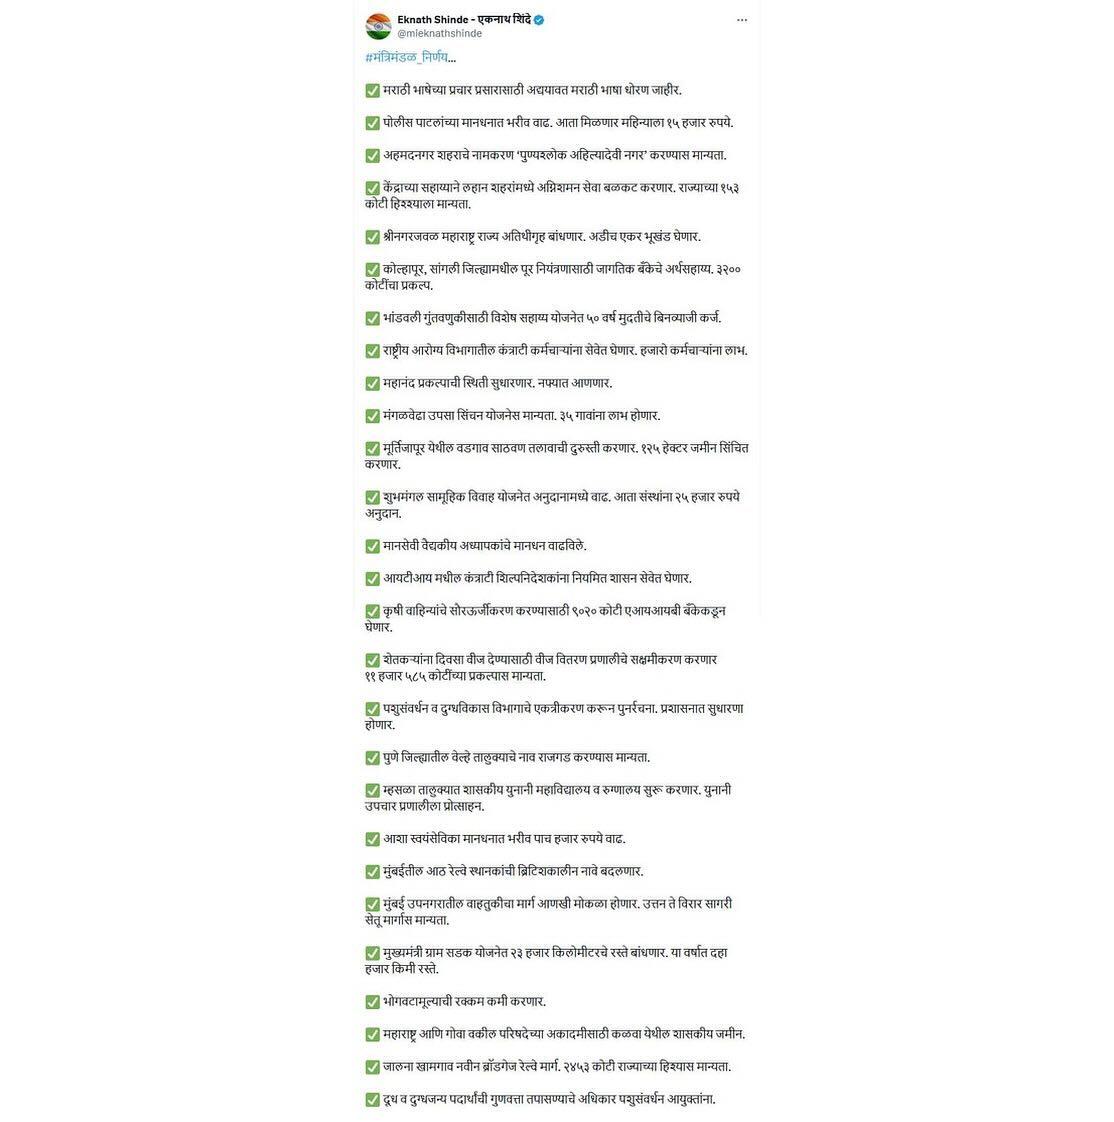 Eknath Shinde - एकनाथ शिंदे
@mieknathshinde
#मंत्रिमंडळ_निर्णय...
✅ मराठी भाषेच्या प्रचार प्रसारासाठी अद्ययावत मराठी भाषा धोरण जाहीर.
✅ पोलीस पाटलांच्या मानधनात भरीव वाढ. आता मिळणार महिन्याला १५ हजार रुपये.
✅ अहमदनगर शहराचे नामकरण ‘पुण्यश्लोक अहिल्यादेवी नगर’ करण्यास मान्यता.
✅ केंद्राच्या सहाय्याने लहान शहरांमध्ये अग्निशमन सेवा बळकट करणार. राज्याच्या १५३
कोटी हिश्श्याला मान्यता.
✅ श्रीनगरजवळ महाराष्ट्र राज्य अतिथीगृह बांधणार. अडीच एकर भूखंड घेणार.
✅ कोल्हापूर, सांगली जिल्ह्यामधील पूर नियंत्रणासाठी जागतिक बँकेचे अर्थसहाय्य. ३२००
कोटींचा प्रकल्प.
✅ भांडवली गुंतवणुकीसाठी विशेष सहाय्य योजनेत ५० वर्ष मुदतीचे बिनव्याजी कर्ज.
✅ राष्ट्रीय आरोग्य विभागातील कंत्राटी कर्मचाऱ्यांना सेवेत घेणार. हजारो कर्मचाऱ्यांना लाभ.
✅ महानंद प्रकल्पाची स्थिती सुधारणार. नफ्यात आणणार.
✅ मंगळवेढा उपसा सिंचन योजनेस मान्यता. ३५ गावांना लाभ होणार.
✅ मूर्तिजापूर येथील वडगाव साठवण तलावाची दुरुस्ती करणार. १२५ हेक्टर जमीन सिंचित
करणार.
✅ शुभमंगल सामूहिक विवाह योजनेत अनुदानामध्ये वाढ. आता संस्थांना २५ हजार रुपये
अनुदान.
✅ मानसेवी वैद्यकीय अध्यापकांचे मानधन वाढविले.
✅ आयटीआय मधील कंत्राटी शिल्पनिदेशकांना नियमित शासन सेवेत घेणार.
✅ कृषी वाहिन्यांचे सौरऊर्जीकरण करण्यासाठी ९०२० कोटी एआयआयबी बँकेकडून
घेणार.
✅ शेतकऱ्यांना दिवसा वीज देण्यासाठी वीज वितरण प्रणालीचे सक्षमीकरण करणार
११ हजार ५८५ कोटींच्या प्रकल्पास मान्यता.
✅ पशुसंवर्धन व दुग्धविकास विभागाचे एकत्रीकरण करून पुनर्रचना. प्रशासनात सुधारणा
होणार.
✅ पुणे जिल्ह्यातील वेल्हे तालुक्याचे नाव राजगड करण्यास मान्यता.
✅ म्हसळा तालुक्यात शासकीय युनानी महाविद्यालय व रुग्णालय सुरू करणार. युनानी
उपचार प्रणालीला प्रोत्साहन.
✅ आशा स्वयंसेविका मानधनात भरीव पाच हजार रुपये वाढ.
✅ मुंबईतील आठ रेल्वे स्थानकांची ब्रिटिशकालीन नावे बदलणार.
✅ मुंबई उपनगरातील वाहतुकीचा मार्ग आणखी मोकळा होणार. उत्तन ते विरार सागरी
सेतू मार्गास मान्यता.
✅ मुख्यमंत्री ग्राम सडक योजनेत २३ हजार किलोमीटरचे रस्ते बांधणार. या वर्षात दहा
हजार किमी रस्ते.
✅ भोगवटामूल्याची रक्कम कमी करणार.
✅ महाराष्ट्र आणि गोवा वकील परिषदेच्या अकादमीसाठी कळवा येथील शासकीय जमीन.
✅ जालना खामगाव नवीन ब्रॉडगेज रेल्वे मार्ग. २४५३ कोटी राज्याच्या हिश्यास मान्यता.
✅ दूध व दुग्धजन्य पदार्थांची गुणवत्ता तपासण्याचे अधिकार पशुसंवर्धन आयुक्तांना.